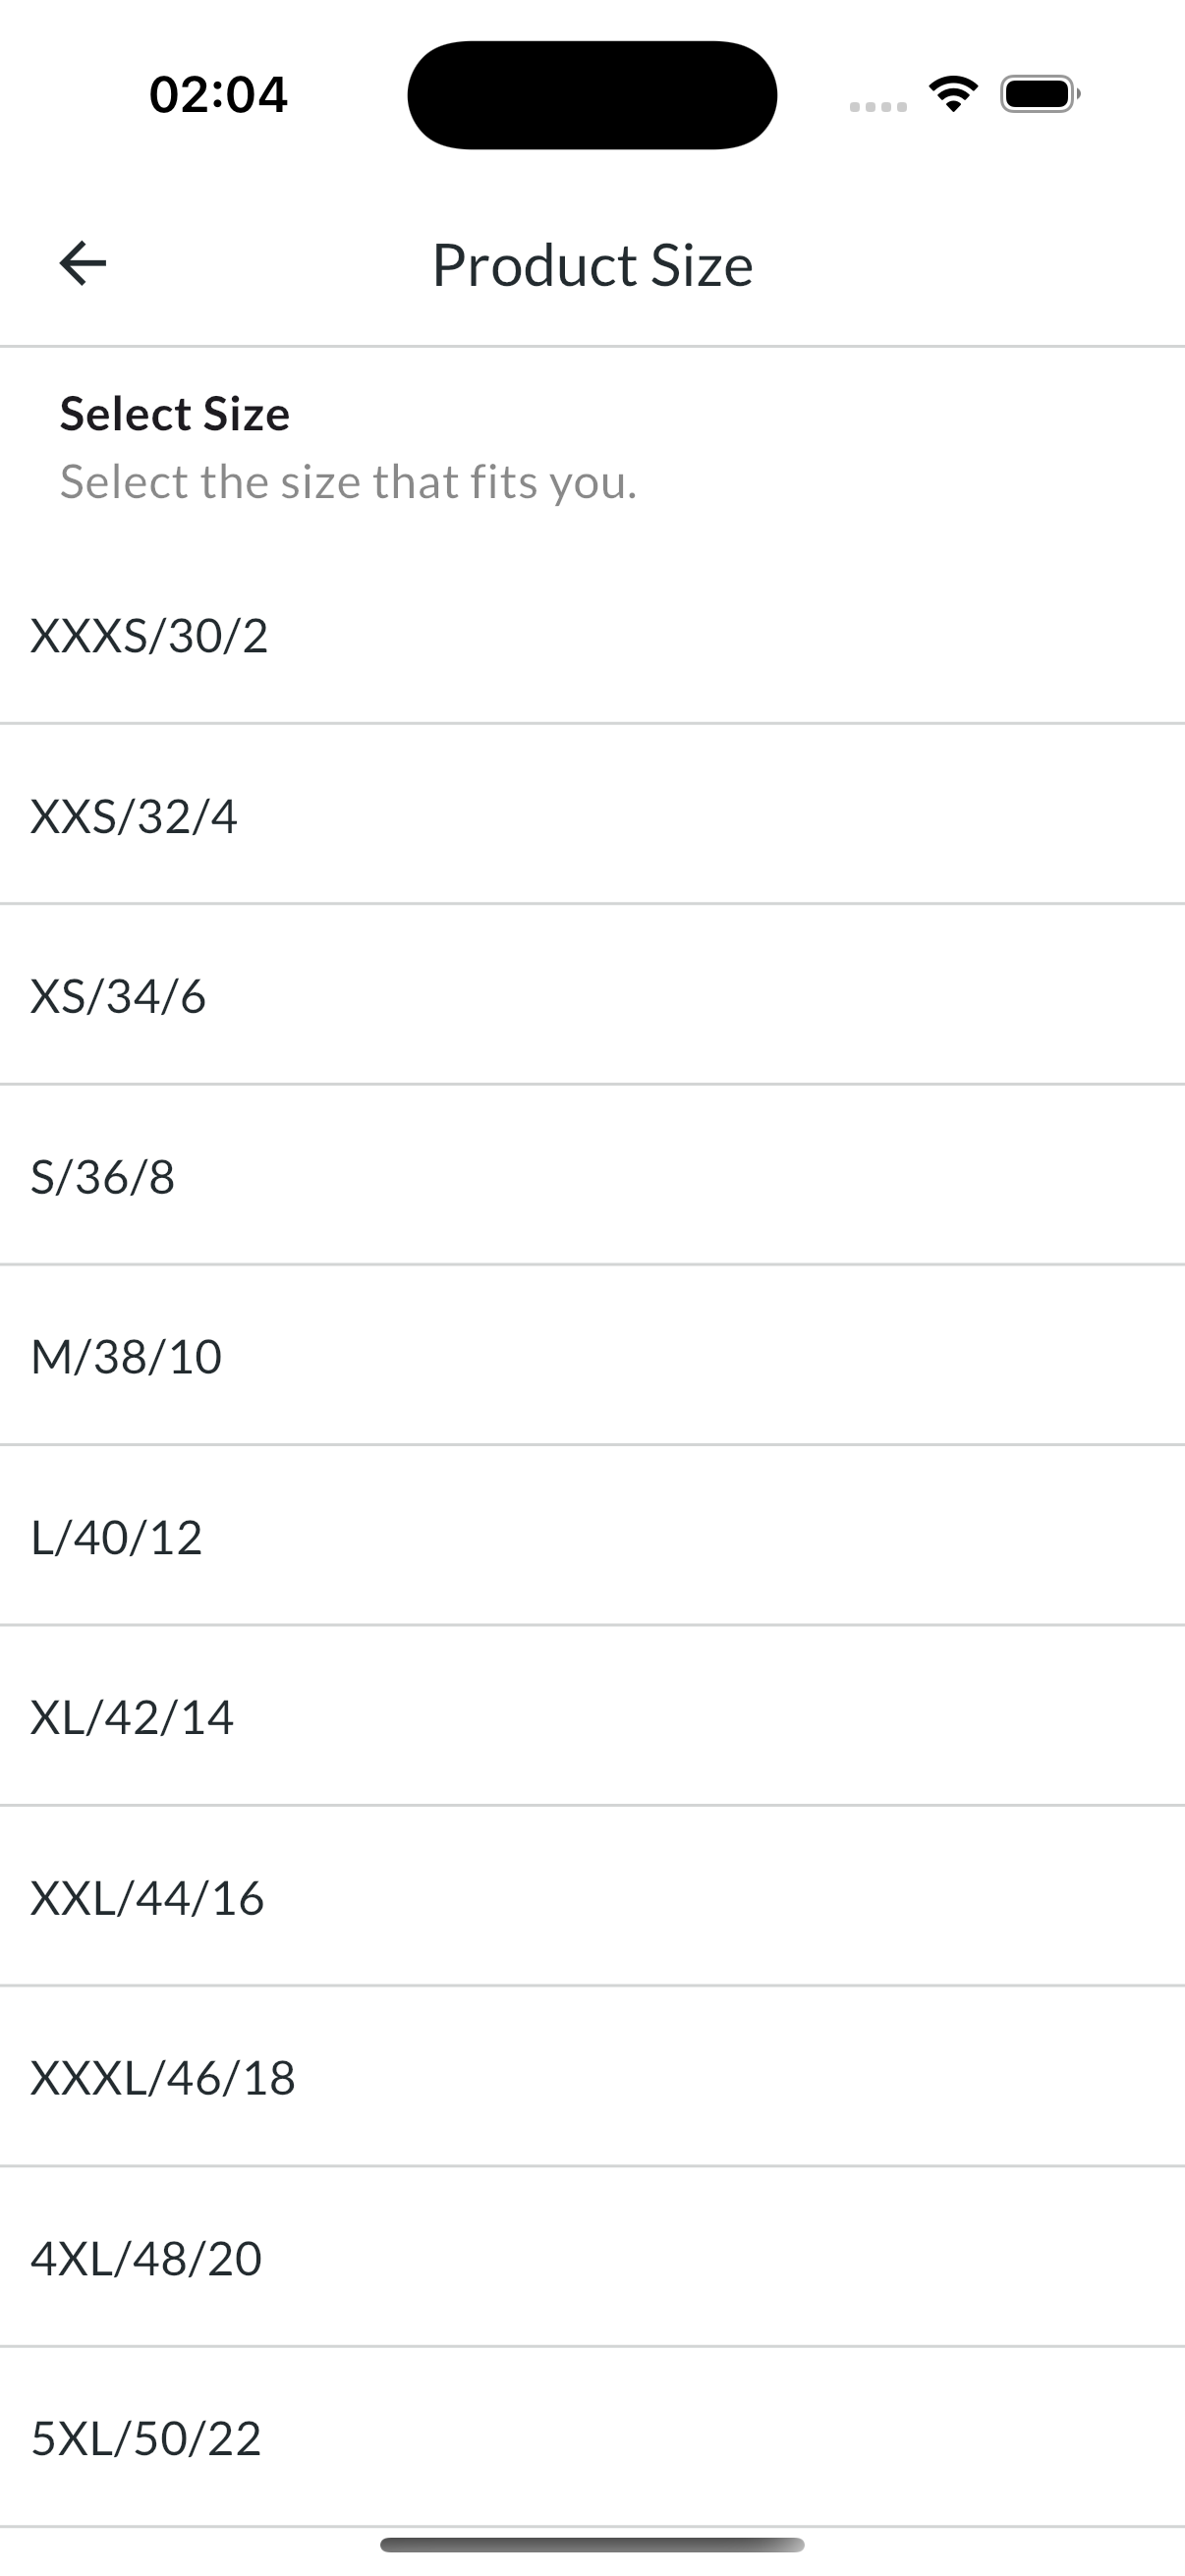 02:04
Product Size
Select Size
Select the size that fits you.
XXXS/30/2
XXS/32/4
XS/34/6
S/36/8
M/38/10
L/40/12
XL/42/14
XXL/44/16
XXXL/46/18
4XL/48/20
5XL/50/22